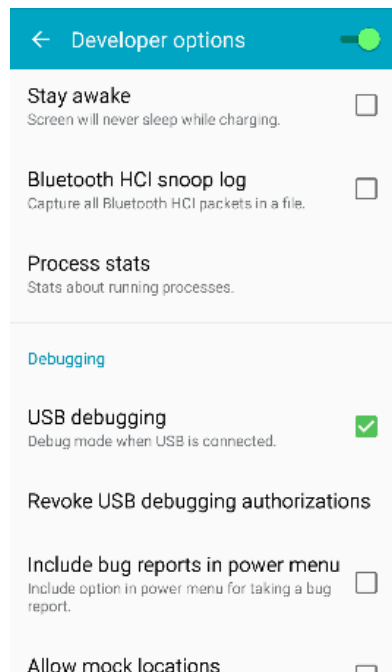 Developer options
Stay awake
Screen will never sleep while charging.
Bluetooth HCI snoop log
Capture all Bluetooth HCI packets in a file.
Process stats
Stats about running processes.
Debugging
USB debugging
Debug mode when USB is connected.
Revoke USB debugging authorizations
Include bug reports in power menu
Include option in power menu for taking a bug
report.
Allow mock locations